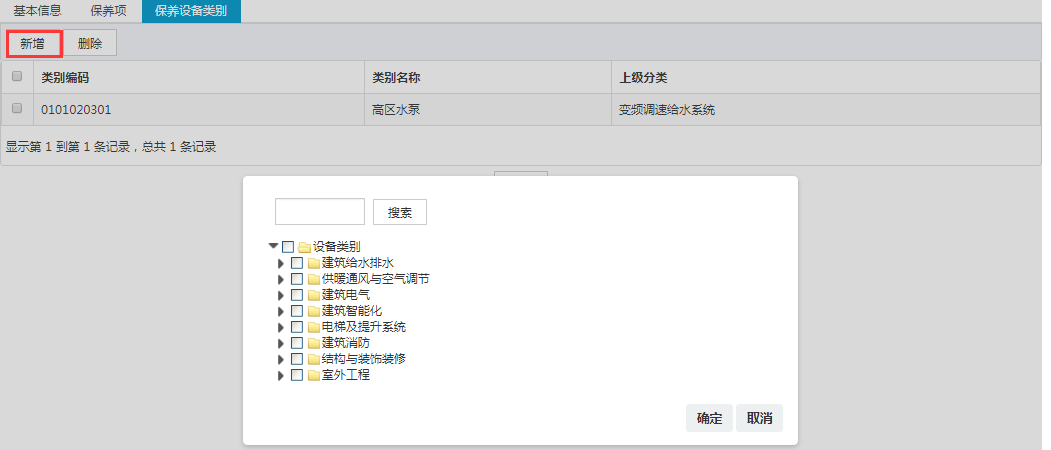 基本信息 保养项 保养设备类别
新增 删除
类别编码 类别名称 上级分类
0101020301 高区水泵 变频调速给水系统
显示第 1 到第 1 条记录，总共 1 条记录
搜索
设备类别
建筑给水排水
供暖通风与空气调节
建筑电气
建筑智能化
电梯及提升系统
建筑消防
结构与装饰装修
室外工程
确定 取消